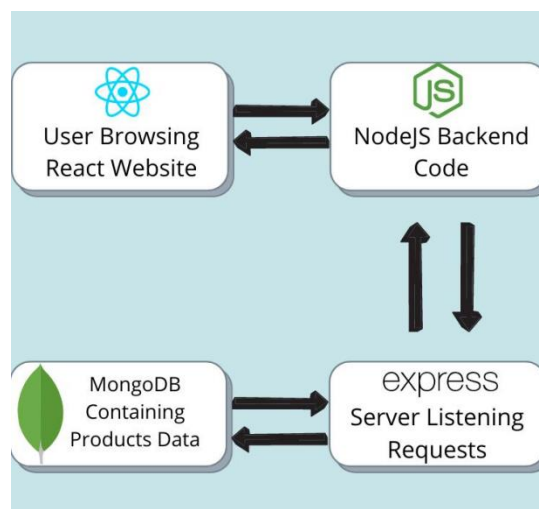 User Browsing
React Website
JS
NodeJS Backend
Code
MongoDB
Containing
Products Data
express
Server Listening
Requests